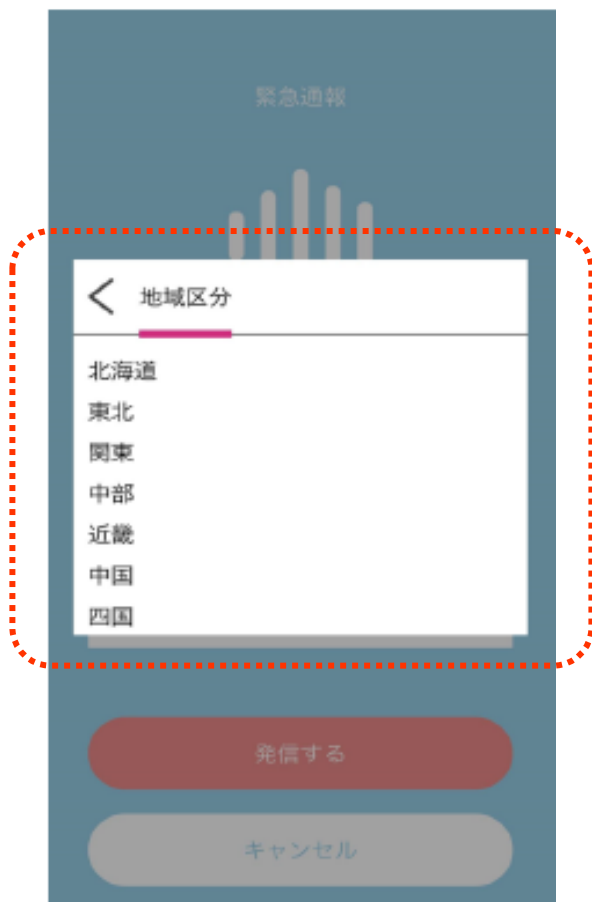 緊急通報
地域区分
北海道
東北
関東
中部
近畿
中国
四国
発信する
キャンセル